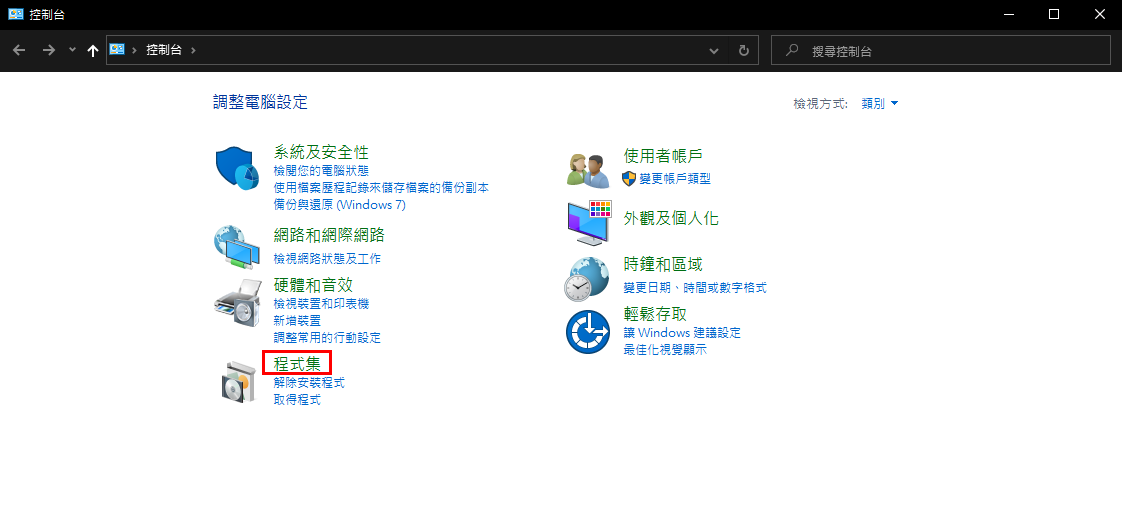 控制台
控制台
搜尋控制台
調整電腦設定
檢視方式: 類別
系統及安全性
檢閱您的電腦狀態
使用檔案歷程記錄來儲存檔案的備份副本
備份與還原 (Windows 7)
網路和網際網路
檢視網路狀態及工作
硬體和音效
檢視裝置和印表機
新增裝置
調整常用的行動設定
程式集
解除安裝程式
取得程式
使用者帳戶
變更帳戶類型
外觀及個人化
時鐘和區域
變更日期、時間或數字格式
輕鬆存取
讓 Windows 建議設定
最佳化視覺顯示